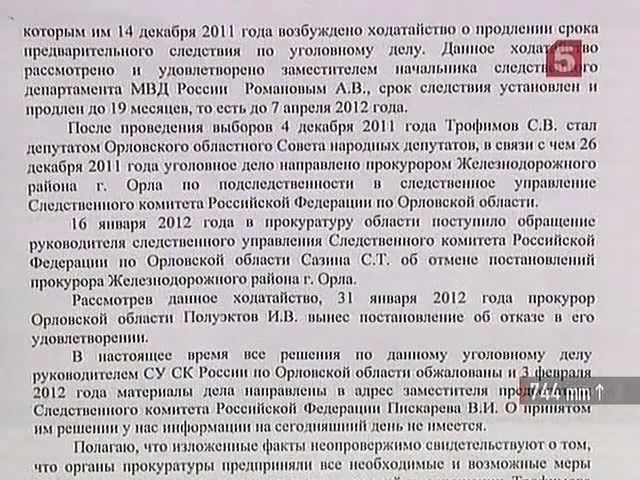 которым им 14 декабря 2011 года возбуждено ходатайство о продлении срока
предварительного следствия по уголовному делу. Данное
рассмотрено и удовлетворено заместителем начальника
департамента МВД России Романовым А.В., срок следствия установлен и
продлен до 19 месяцев, то есть до 7 апреля 2012 года.
После проведения выборов 4 декабря 2011 года Трофимов С.В. стал
депутатом Орловского областного Совета народных депутатов, в связи с чем 26
декабря 2011 года уголовное дело направлено прокурором Железнодорожного
района г. Орла по подследственности в следственное управление
Следственного комитета Российской Федерации по Орловской области.
16 января 2012 года в прокуратуру области поступило обращение
руководителя следственного управления Следственного комитета Российской
Федерации по Орловской области Сазина С.Т. об отмене постановлений
прокурора Железнодорожного района г. Орла.
Рассмотрев данное ходатайство, 31 января 2012 года прокурор
Орловской области Полуэктов И.В. вынес постановление об отказе в его
удовлетворении.
В настоящее время все решения по данному уголовному делу
руководителем СУ СК России по Орловской области обжалованы и 3 февраля
2012 года материалы дела направлены в адрес заместителя
Следственного комитета Российской Федерации Пискарева В.И. О принятом
им решении у нас информации на сегодняшний день не имеется.
Полагаю, что изложенные факты неопровержимо свидетельствуют о том,
что органы прокуратуры предприняли все необходимые и возможные меры
5
744 mm↑